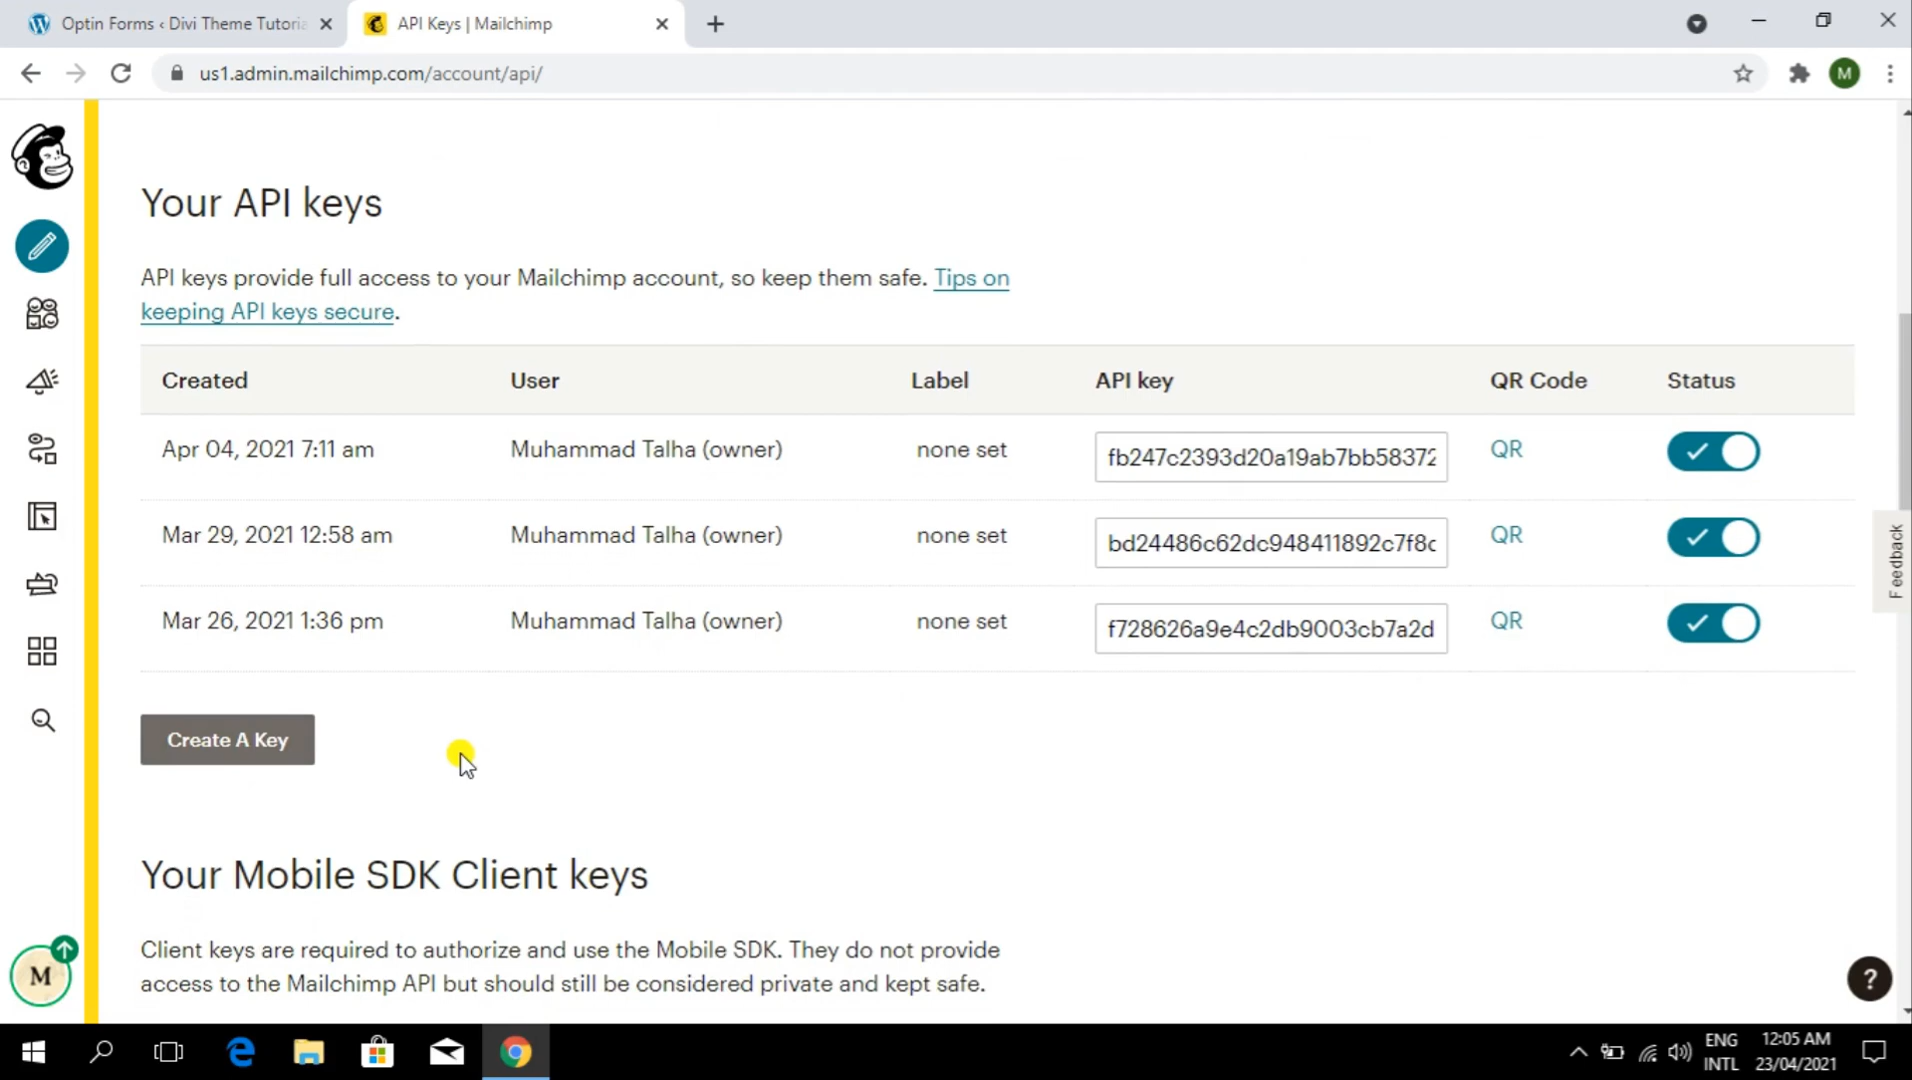 Optin Forms ‹ Divi Theme Tutoria
API Keys | Mailchimp
us1.admin.mailchimp.com/account/api/
M
Your API keys
API keys provide full access to your Mailchimp account, so keep them safe. Tips on
keeping API keys secure.
Created User Label API key QR Code Status
Apr 04, 2021 7:11 am Muhammad Talha (owner) none set fb247c2393d20a19ab7bb58372 QR
Mar 29, 2021 12:58 am Muhammad Talha (owner) none set bd24486c62dc948411892c7f8c QR
Mar 26, 2021 1:36 pm Muhammad Talha (owner) none set f728626a9e4c2db9003cb7a2d QR
Feedback
Create A Key
Your Mobile SDK Client keys
Client keys are required to authorize and use the Mobile SDK. They do not provide
access to the Mailchimp API but should still be considered private and kept safe.
M
?
ENG
INTL
12:05 AM
23/04/2021